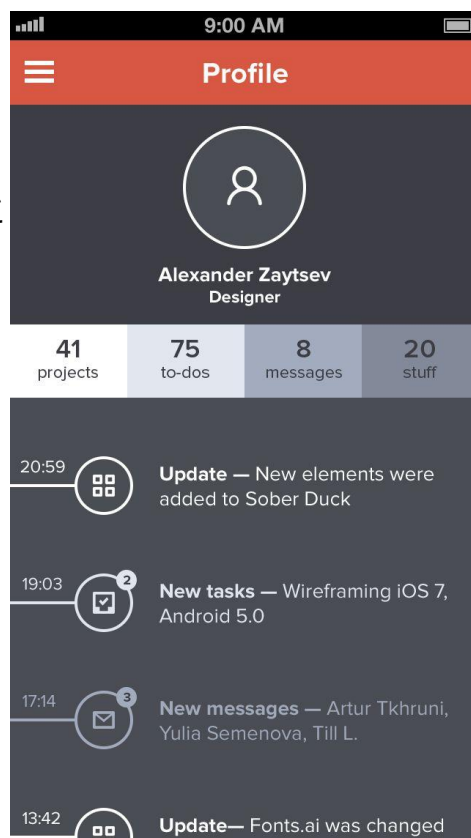 9:00 AM
Profile
Alexander Zaytsev
Designer
41 75 8 20
projects to-dos messages stuff
20:59
Update — New elements were
added to Sober Duck
19:03
2
New tasks — Wireframing iOS 7,
Android 5.0
17:14
3
New messages — Artur Tkhruni,
Yulia Semenova, Till L.
13:42
Update— Fonts.ai was changed